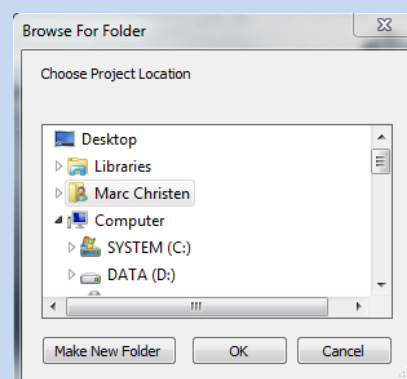 Browse For Folder
Choose Project Location
Desktop
Libraries
Marc Christen
Computer
SYSTEM (C:)
DATA (D:)
Make New Folder
OK
Cancel